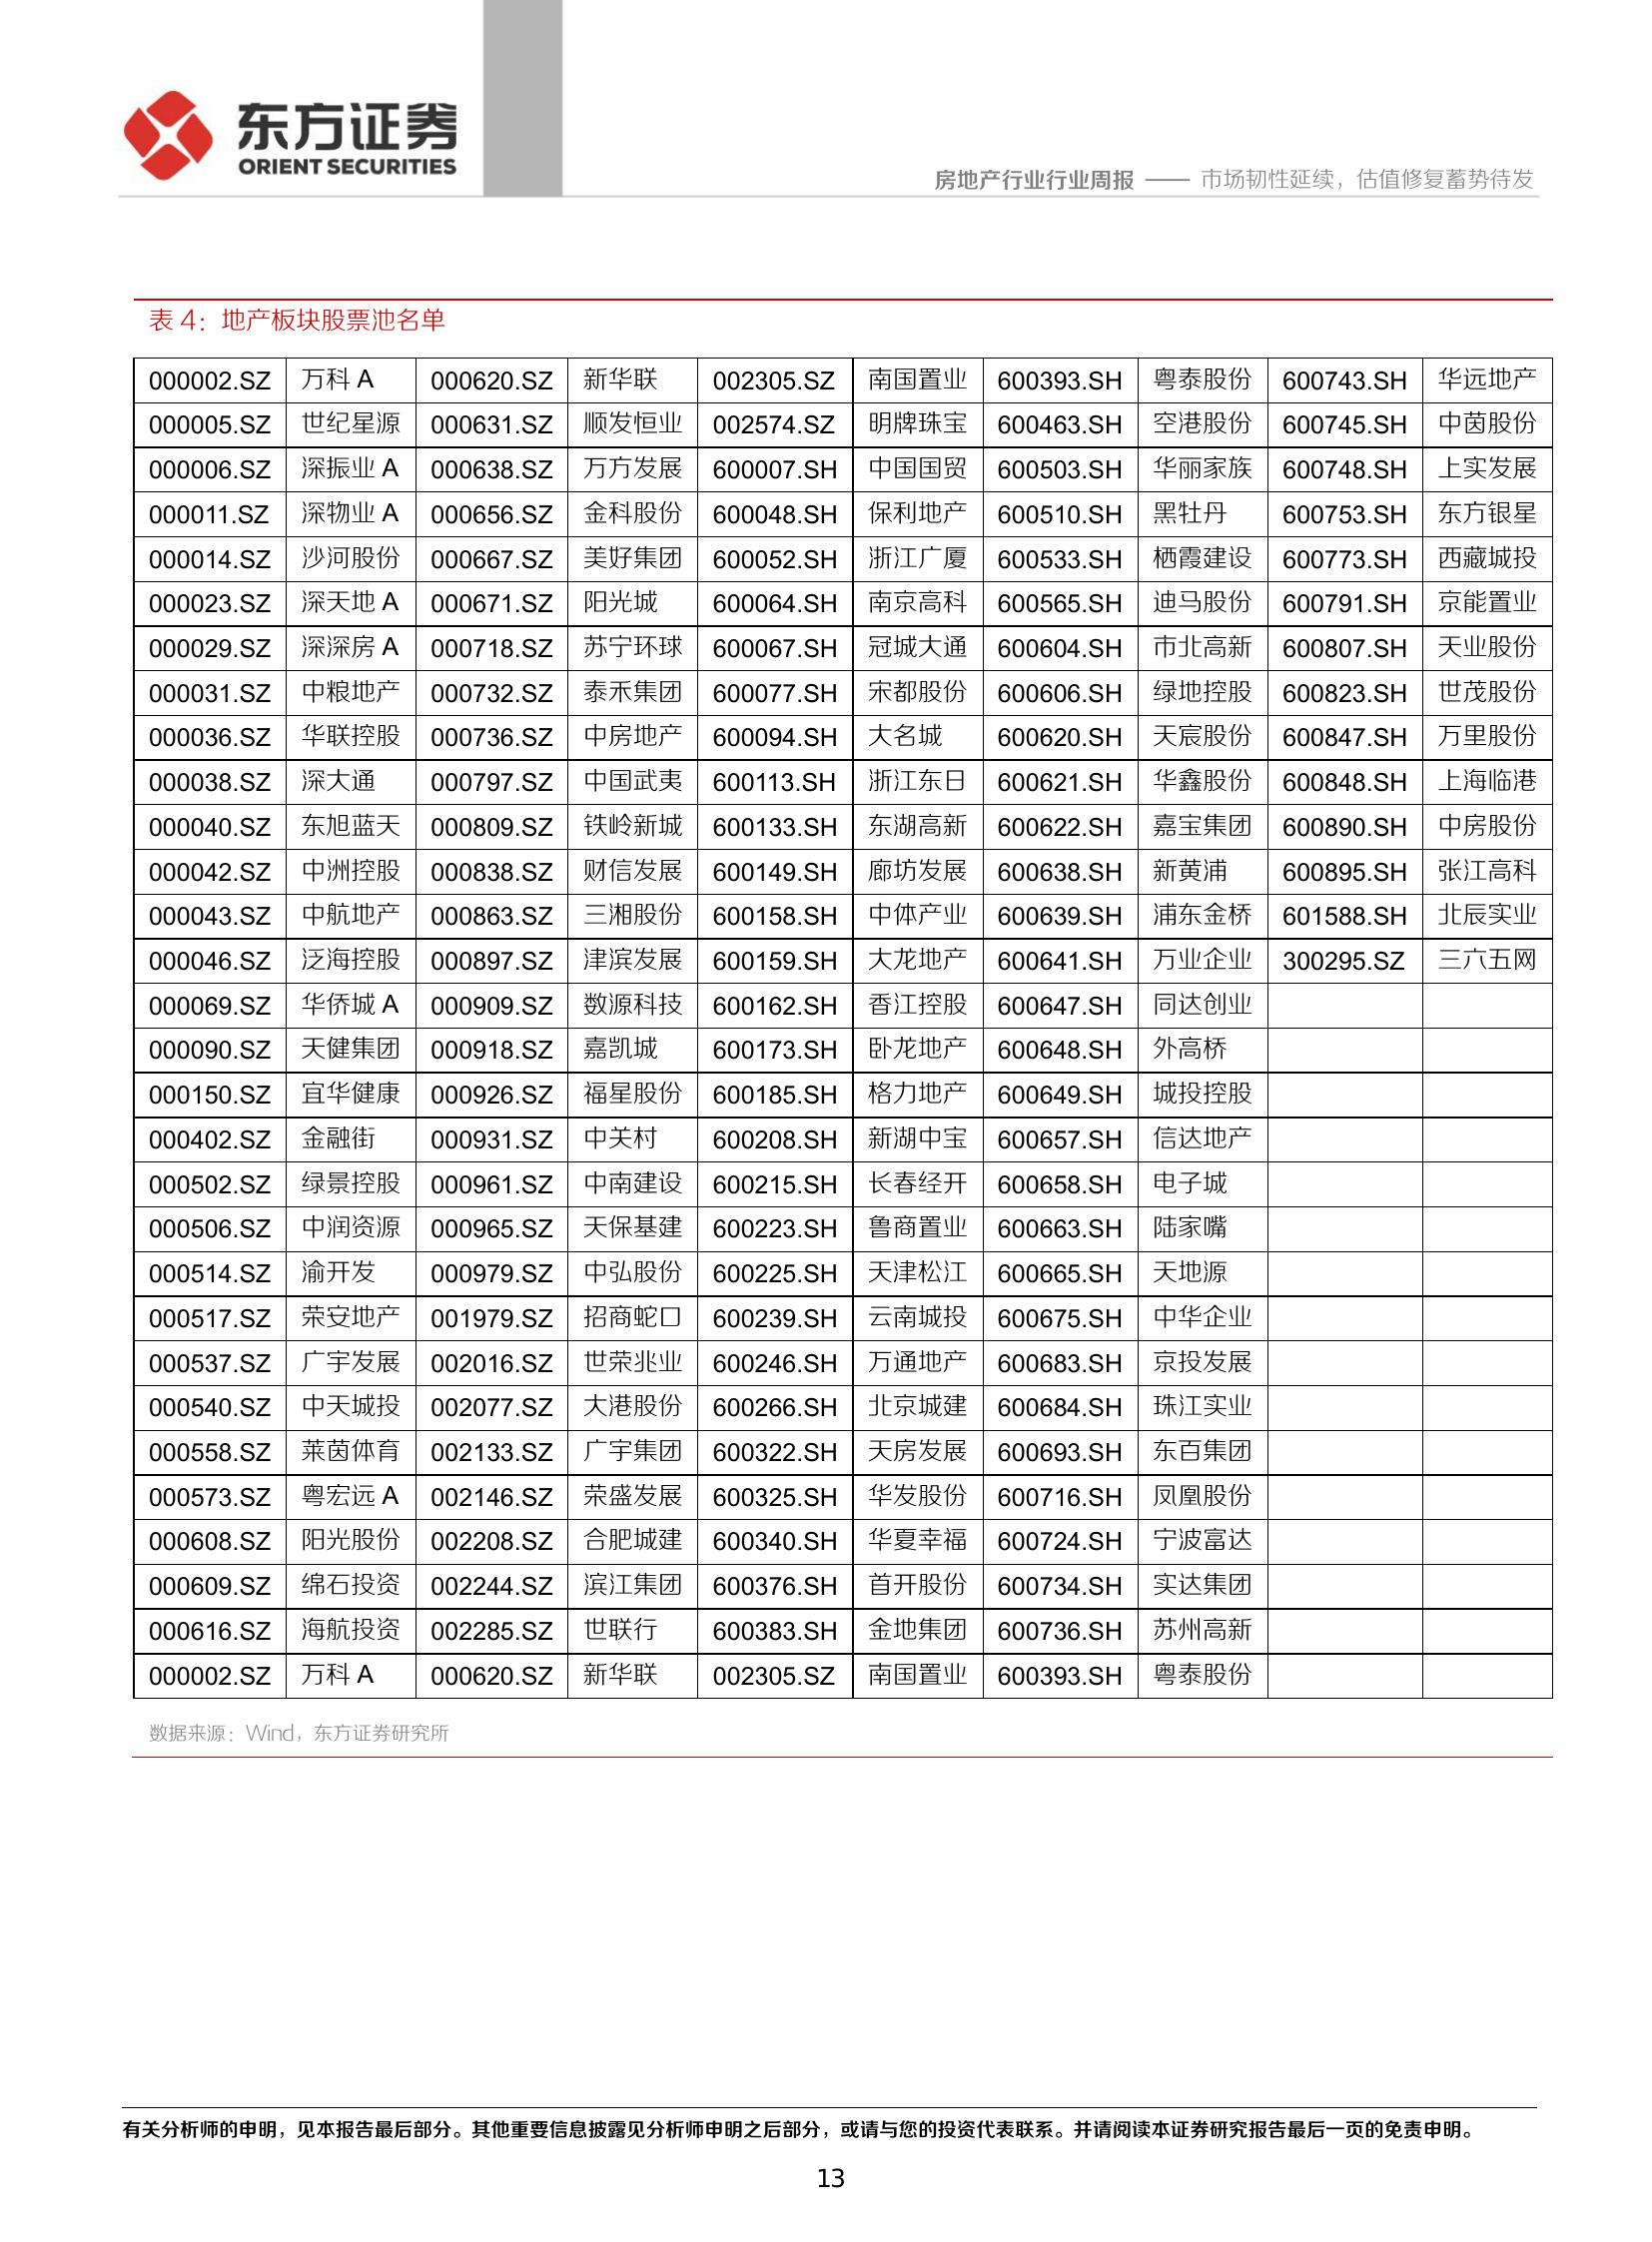 东方证券
ORIENT SECURITIES
房地产行业行业周报 —— 市场韧性延续，估值修复蓄势待发
表 4：地产板块股票池名单
000002.SZ 万科 A 000620.SZ 新华联 002305.SZ 南国置业 600393.SH 粤泰股份 600743.SH 华远地产
000005.SZ 世纪星源 000631.SZ 顺发恒业 002574.SZ 明牌珠宝 600463.SH 空港股份 600745.SH 中茵股份
000006.SZ 深振业 A 000638.SZ 万方发展 600007.SH 中国国贸 600503.SH 华丽家族 600748.SH 上实发展
000011.SZ 深物业 A 000656.SZ 金科股份 600048.SH 保利地产 600510.SH 黑牡丹 600753.SH 东方银星
000014.SZ 沙河股份 000667.SZ 美好集团 600052.SH 浙江广厦 600533.SH 栖霞建设 600773.SH 西藏城投
000023.SZ 深天地 A 000671.SZ 阳光城 600064.SH 南京高科 600565.SH 迪马股份 600791.SH 京能置业
000029.SZ 深深房 A 000718.SZ 苏宁环球 600067.SH 冠城大通 600604.SH 市北高新 600807.SH 天业股份
000031.SZ 中粮地产 000732.SZ 泰禾集团 600077.SH 宋都股份 600606.SH 绿地控股 600823.SH 世茂股份
000036.SZ 华联控股 000736.SZ 中房地产 600094.SH 大名城 600620.SH 天宸股份 600847.SH 万里股份
000038.SZ 深大通 000797.SZ 中国武夷 600113.SH 浙江东日 600621.SH 华鑫股份 600848.SH 上海临港
000040.SZ 东旭蓝天 000809.SZ 铁岭新城 600133.SH 东湖高新 600622.SH 嘉宝集团 600890.SH 中房股份
000042.SZ 中洲控股 000838.SZ 财信发展 600149.SH 廊坊发展 600638.SH 新黄浦 600895.SH 张江高科
000043.SZ 中航地产 000863.SZ 三湘股份 600158.SH 中体产业 600639.SH 浦东金桥 601588.SH 北辰实业
000046.SZ 泛海控股 000897.SZ 津滨发展 600159.SH 大龙地产 600641.SH 万业企业 300295.SZ 三六五网
000069.SZ 华侨城 A 000909.SZ 数源科技 600162.SH 香江控股 600647.SH 同达创业
000090.SZ 天健集团 000918.SZ 嘉凯城 600173.SH 卧龙地产 600648.SH 外高桥
000150.SZ 宜华健康 000926.SZ 福星股份 600185.SH 格力地产 600649.SH 城投控股
000402.SZ 金融街 000931.SZ 中关村 600208.SH 新湖中宝 600657.SH 信达地产
000502.SZ 绿景控股 000961.SZ 中南建设 600215.SH 长春经开 600658.SH 电子城
000506.SZ 中润资源 000965.SZ 天保基建 600223.SH 鲁商置业 600663.SH 陆家嘴
000514.SZ 渝开发 000979.SZ 中弘股份 600225.SH 天津松江 600665.SH 天地源
000517.SZ 荣安地产 001979.SZ 招商蛇口 600239.SH 云南城投 600675.SH 中华企业
000537.SZ 广宇发展 002016.SZ 世荣兆业 600246.SH 万通地产 600683.SH 京投发展
000540.SZ 中天城投 002077.SZ 大港股份 600266.SH 北京城建 600684.SH 珠江实业
000558.SZ 莱茵体育 002133.SZ 广宇集团 600322.SH 天房发展 600693.SH 东百集团
000573.SZ 粤宏远 A 002146.SZ 荣盛发展 600325.SH 华发股份 600716.SH 凤凰股份
000608.SZ 阳光股份 002208.SZ 合肥城建 600340.SH 华夏幸福 600724.SH 宁波富达
000609.SZ 绵石投资 002244.SZ 滨江集团 600376.SH 首开股份 600734.SH 实达集团
000616.SZ 海航投资 002285.SZ 世联行 600383.SH 金地集团 600736.SH 苏州高新
000002.SZ 万科 A 000620.SZ 新华联 002305.SZ 南国置业 600393.SH 粤泰股份
数据来源：Wind，东方证券研究所
有关分析师的申明，见本报告最后部分。其他重要信息披露见分析师申明之后部分，或请与您的投资代表联系。并请阅读本证券研究报告最后一页的免责申明。
13